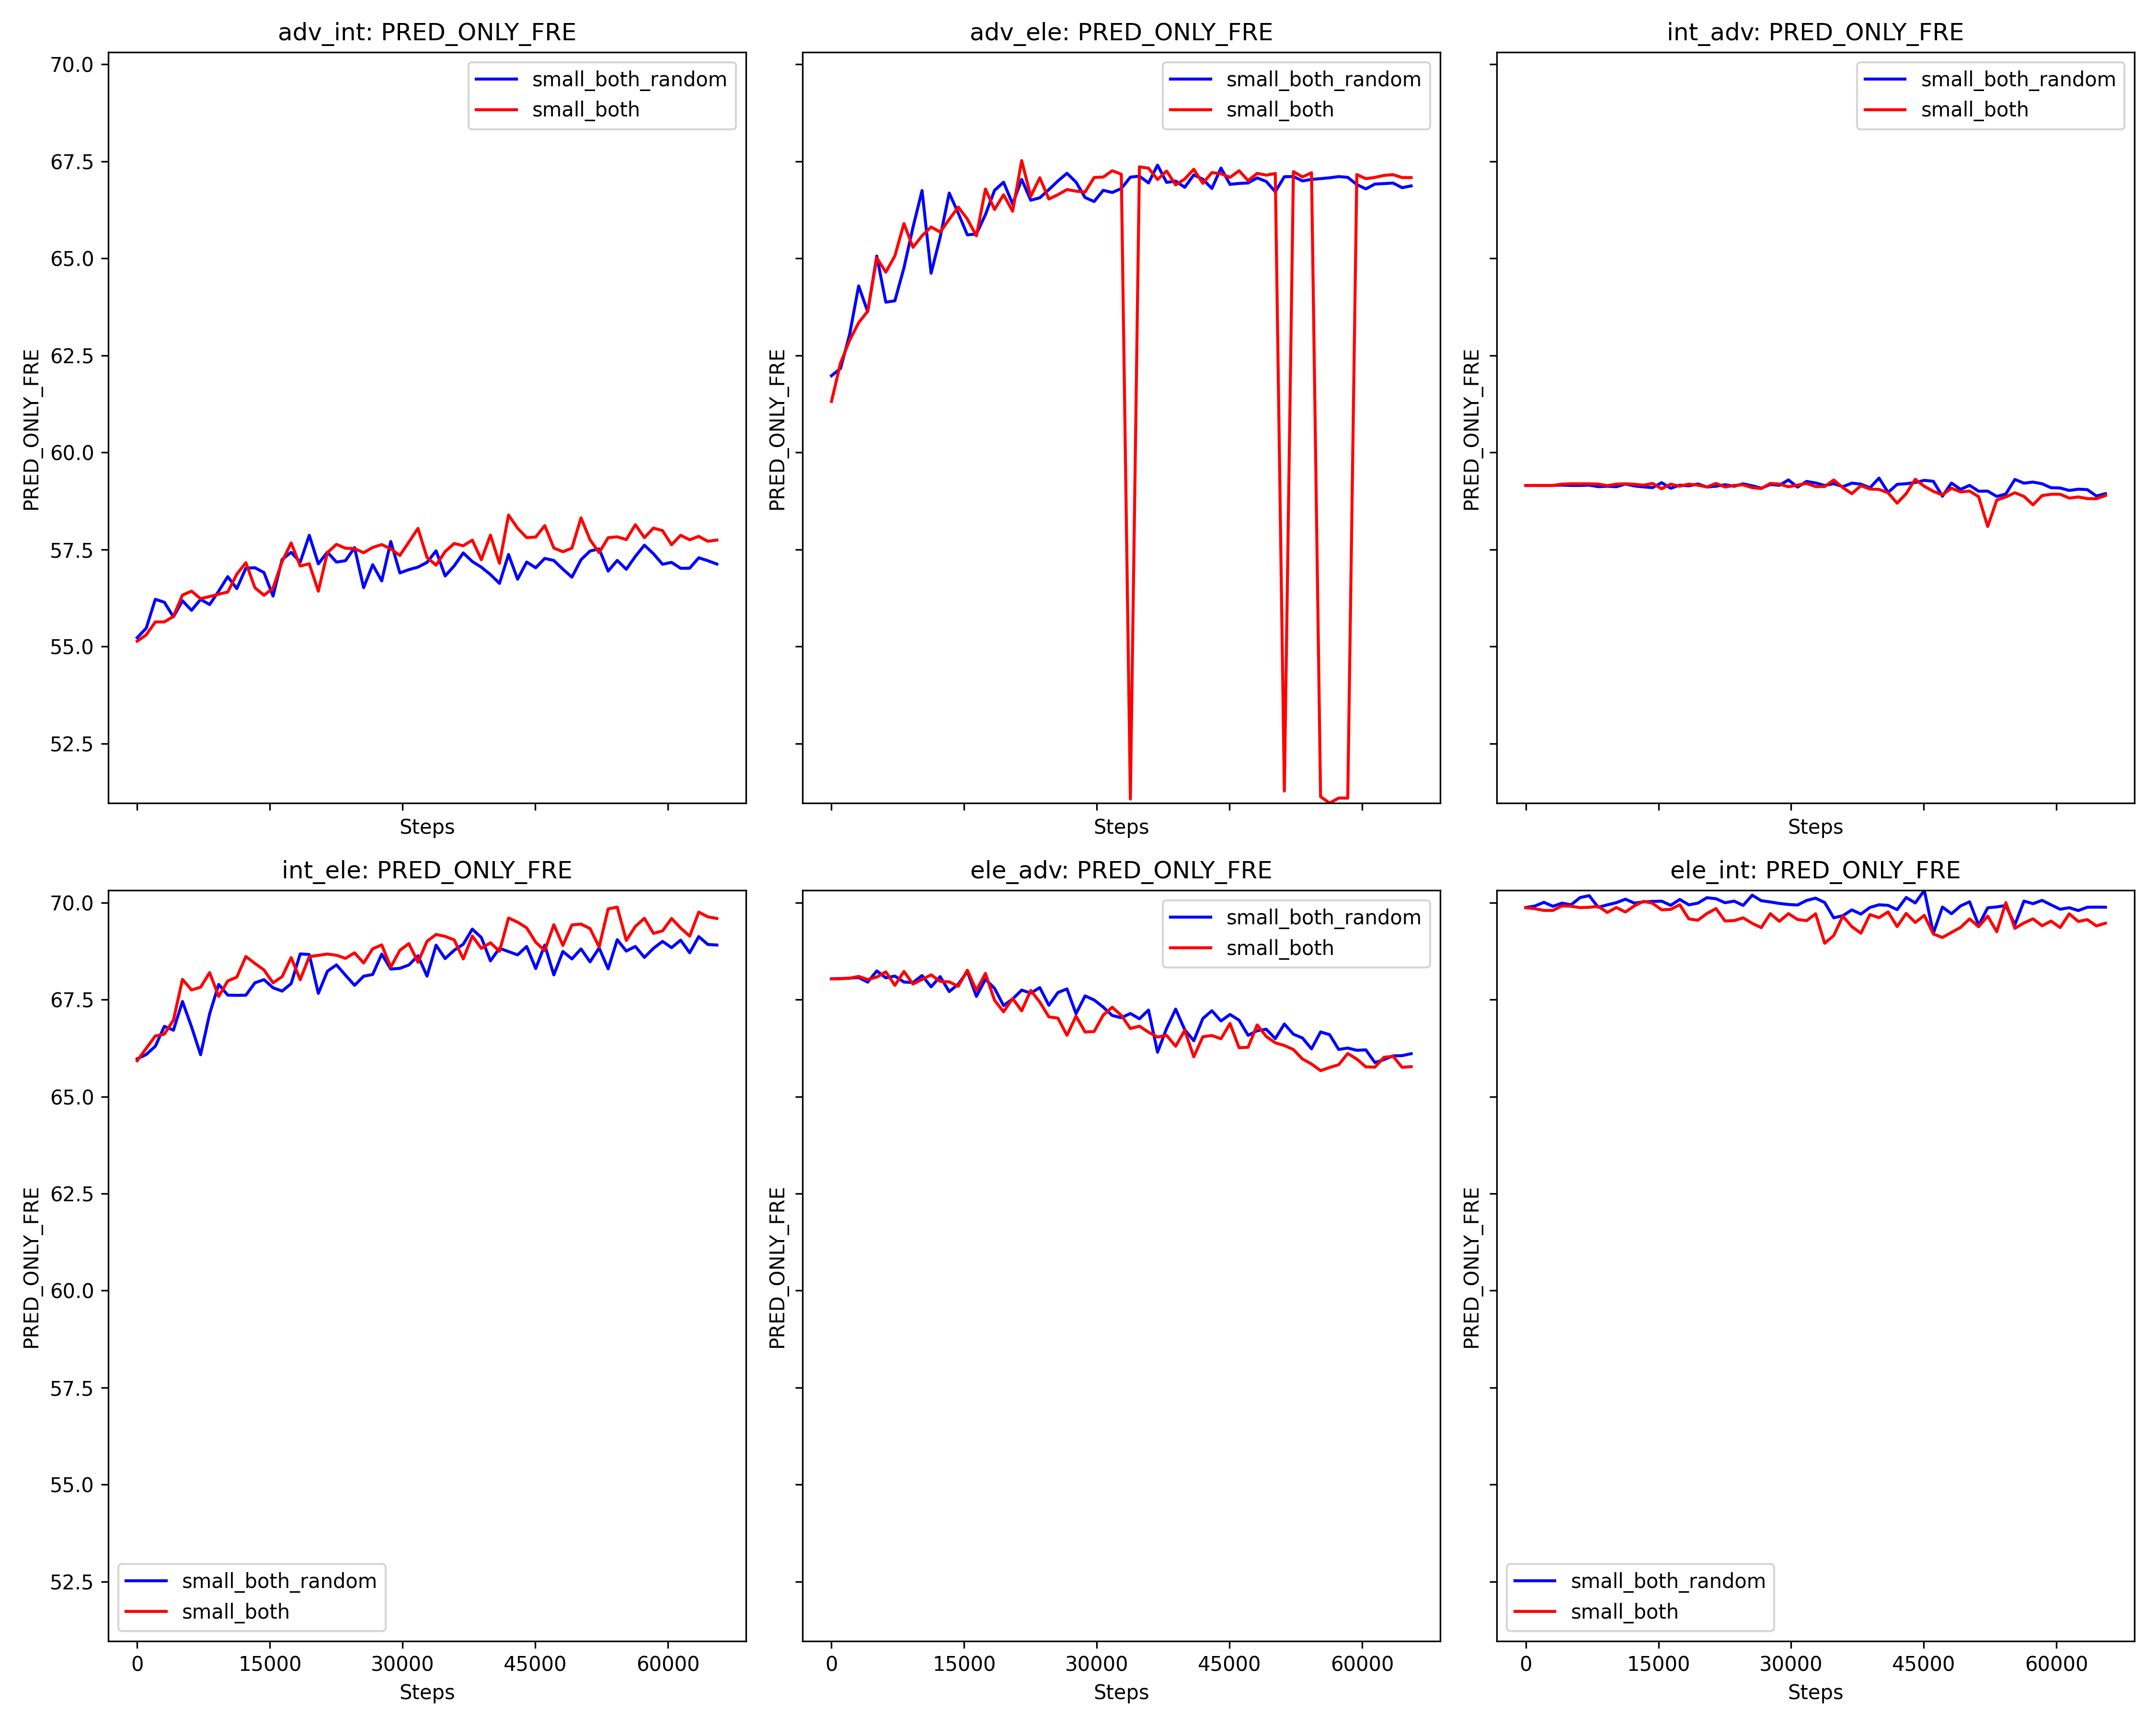 adv_int: PRED_ONLY_FRE
adv_ele: PRED_ONLY_FRE
int_adv: PRED_ONLY_FRE
PRED_ONLY_FRE
70.0
67.5
65.0
62.5
60.0
57.5
55.0
52.5
small_both_random
small_both
Steps
PRED_ONLY_FRE
small_both_random
small_both
Steps
PRED_ONLY_FRE
small_both_random
small_both
Steps
int_ele: PRED_ONLY_FRE
ele_adv: PRED_ONLY_FRE
ele_int: PRED_ONLY_FRE
PRED_ONLY_FRE
70.0
67.5
65.0
62.5
60.0
57.5
55.0
52.5
small_both_random
small_both
0 15000 30000 45000 60000
Steps
PRED_ONLY_FRE
small_both_random
small_both
0 15000 30000 45000 60000
Steps
PRED_ONLY_FRE
small_both_random
small_both
0 15000 30000 45000 60000
Steps